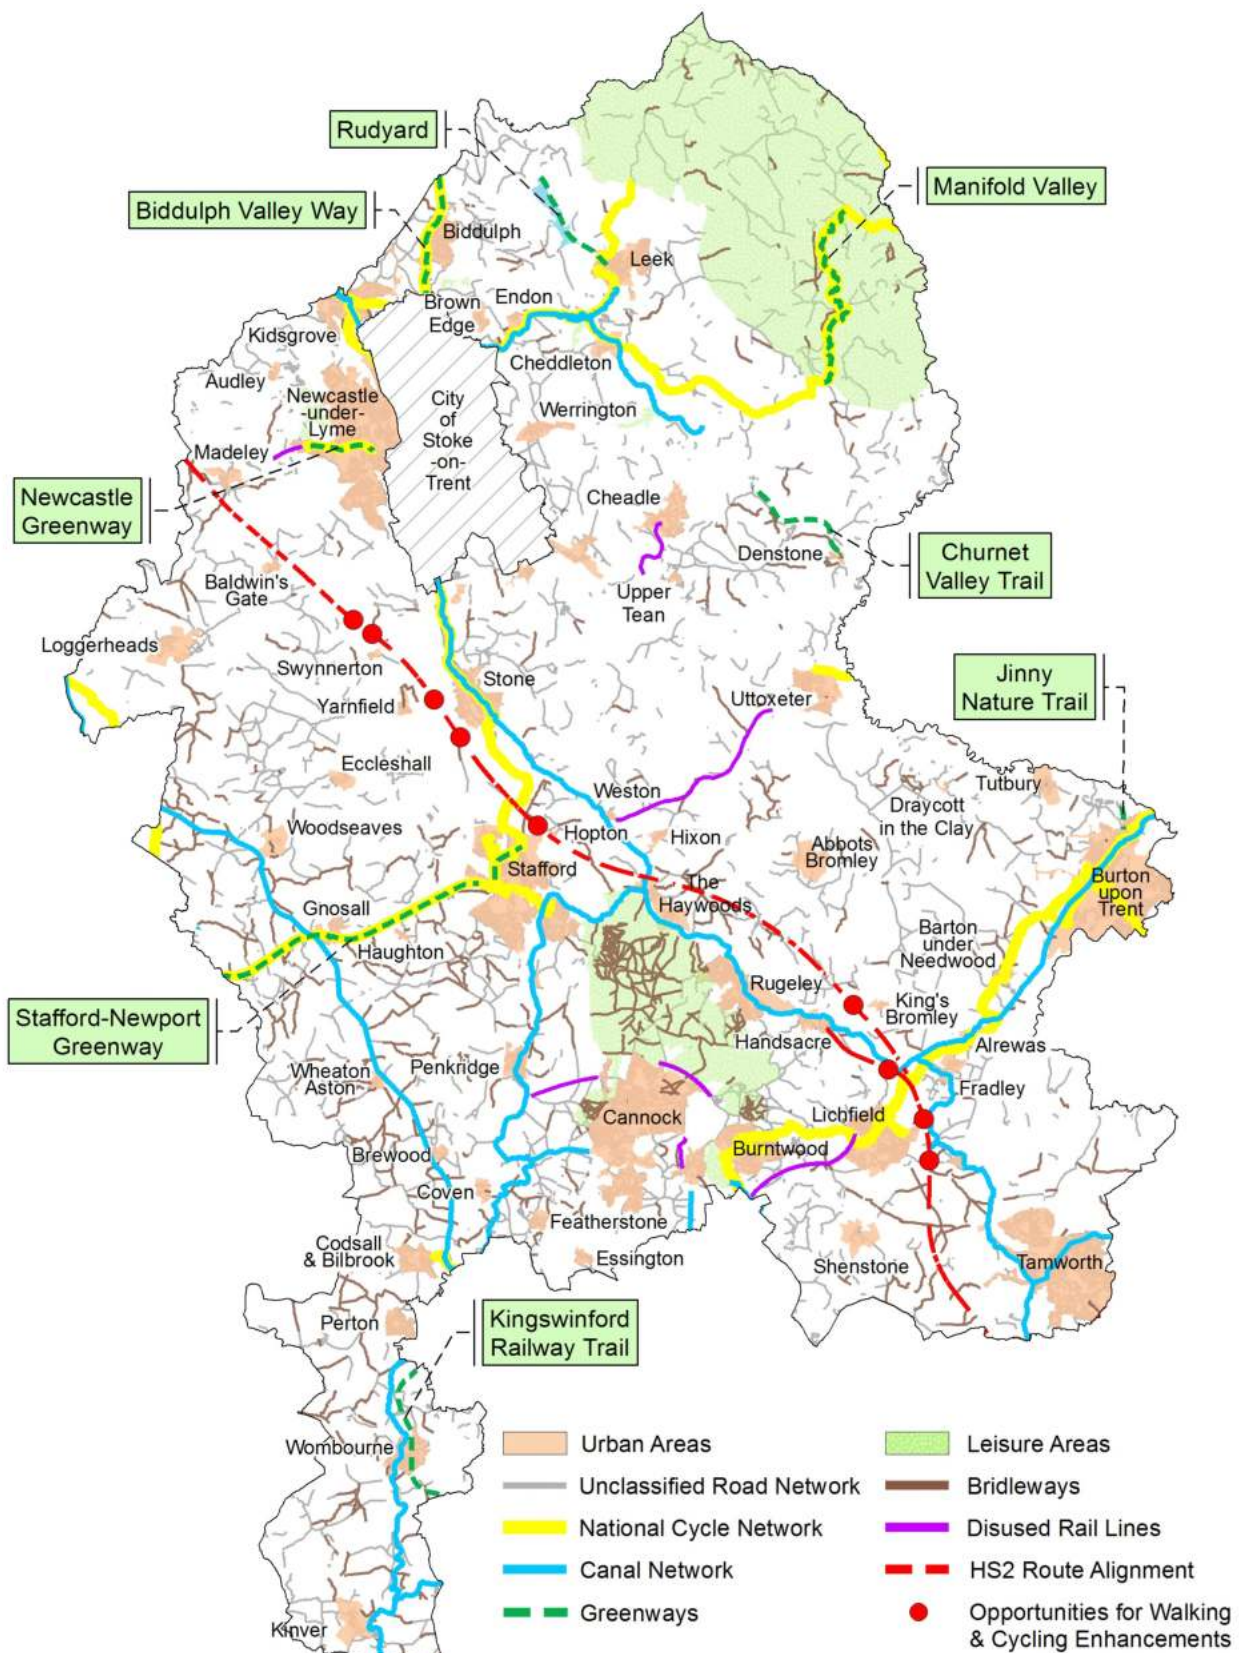 Rudyard
Manifold Valley
Biddulph Valley Way
Biddulph
Leek
Brown
Edge
Endon
Kidsgrove
Cheddleton
Audley
Newcastle
-under-
Lyme
City
of
Stoke
-on-
Trent
Werrington
Madeley
Newcastle
Greenway
Cheadle
Denstone
Churnet
Valley Trail
Baldwin's
Gate
Upper
Tean
Loggerheads
Swynnerton
Stone
Jinny
Nature Trail
Yarnfield
Uttoxeter
Eccleshall
Tutbury
Weston
Draycott
in the Clay
Woodseaves
Hopton
Hixon
Abbots
Bromley
Stafford
The
Haywoods
Burton
upon
Trent
Gnosall
Haughton
Barton
under
Needwood
Rugeley
King's
Bromley
Stafford-Newport
Greenway
Handsacre
Alrewas
Wheaton
Aston
Penkridge
Fradley
Cannock
Lichfield
Brewood
Burntwood
Coven
Featherstone
Codsall
& Bilbrook
Essington
Shenstone
Tamworth
Perton
Kingswinford
Railway Trail
Wombourne
Kinver
Urban Areas
Unclassified Road Network
National Cycle Network
Canal Network
Greenways
Leisure Areas
Bridleways
Disused Rail Lines
HS2 Route Alignment
Opportunities for Walking
& Cycling Enhancements